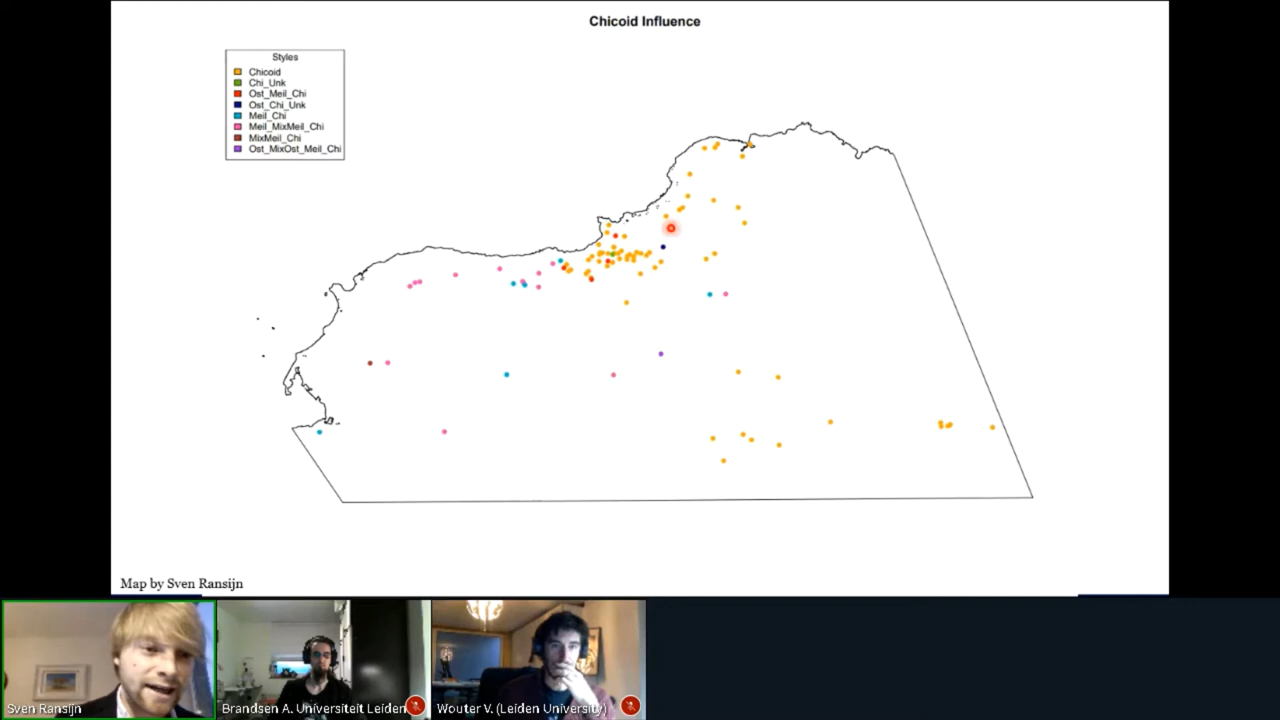 Chicoid Influence
Styles
Chicoid
Chi_Unk
Ost_Meil_Chi
Ost_Chi_Unk
Meil_Chi
Meil_MixMeil_Chi
MixMeil_Chi
Ost_MixOst_Meil_Chi
Map by Sven Ransijn
Sven Ransijn
Brandsen A. Universiteit Leiden
Wouter V. (Leiden University)